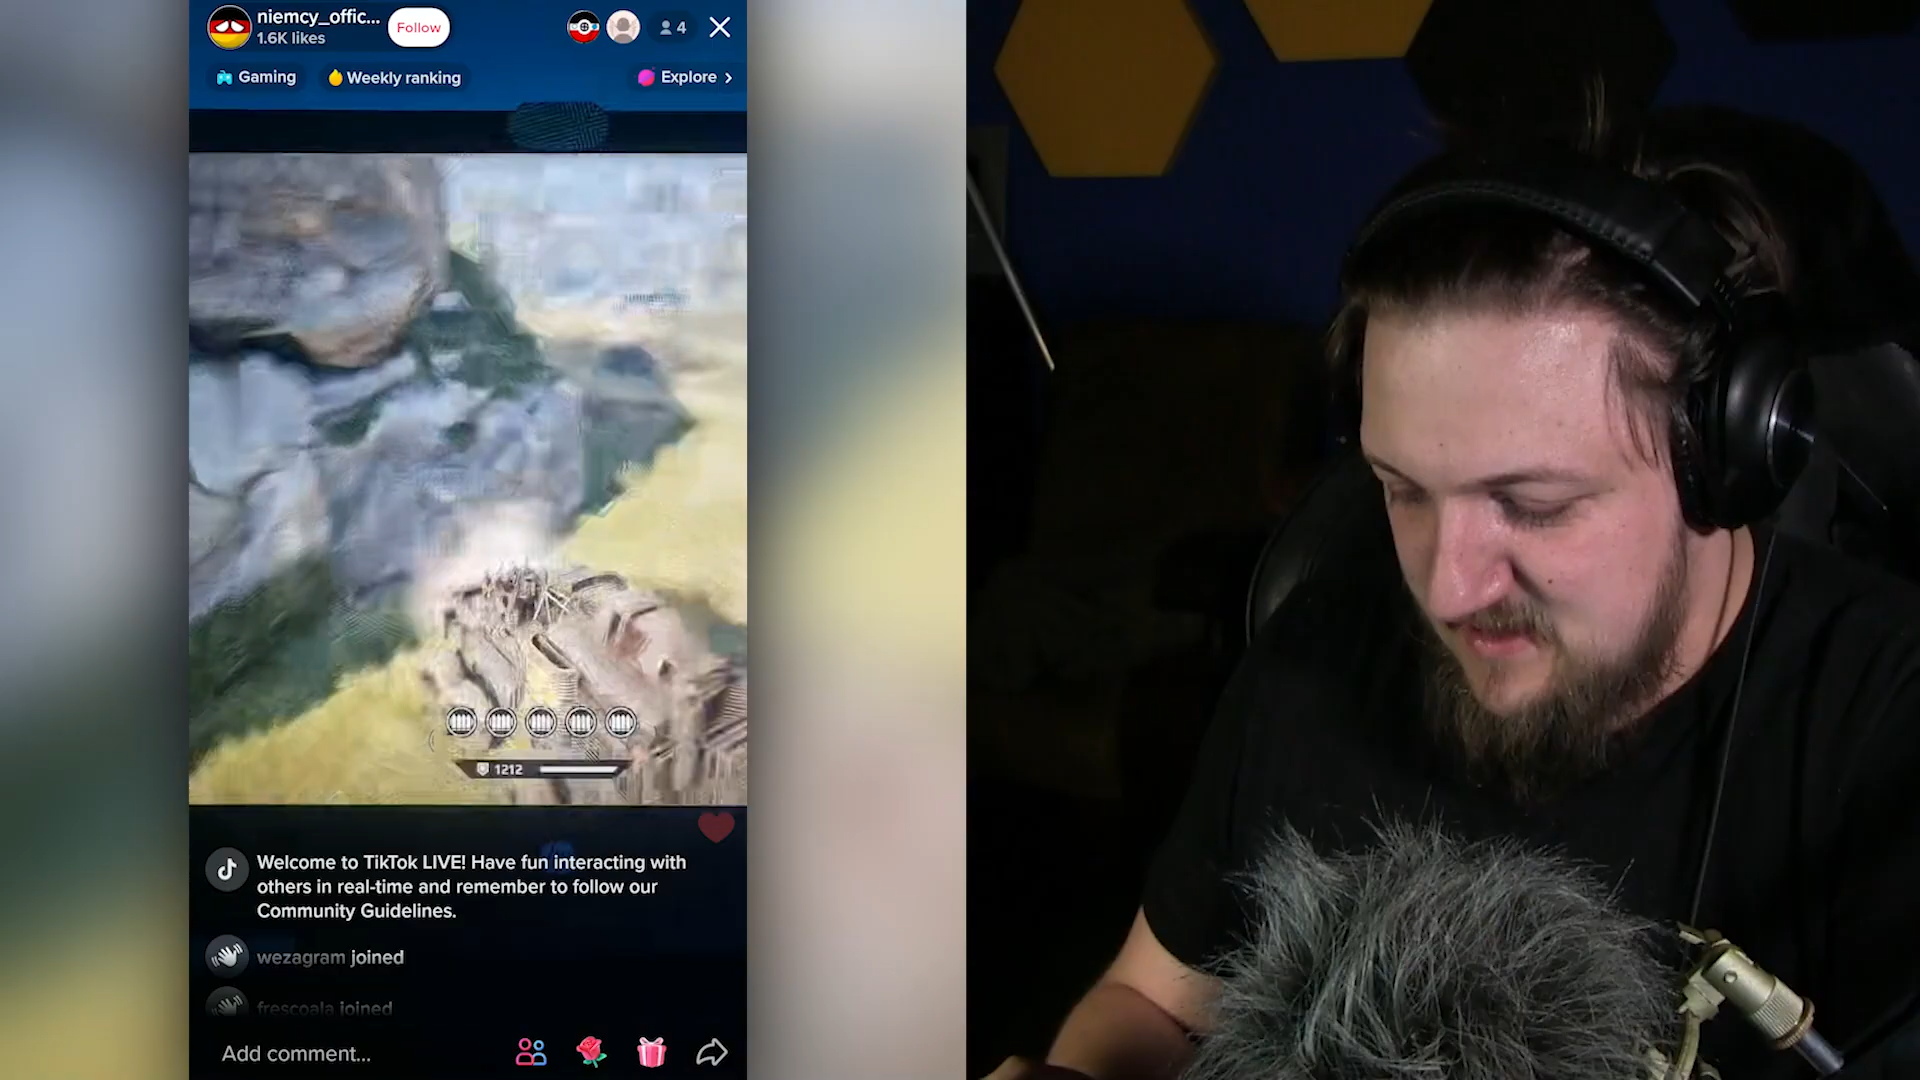 niemcy_offic...
Follow
4
1.6K likes
Gaming
Weekly ranking
Explore >
1212
Welcome to TikTok LIVE! Have fun interacting with
others in real-time and remember to follow our
Community Guidelines.
wezagram joined
frescoala joined
Add comment...